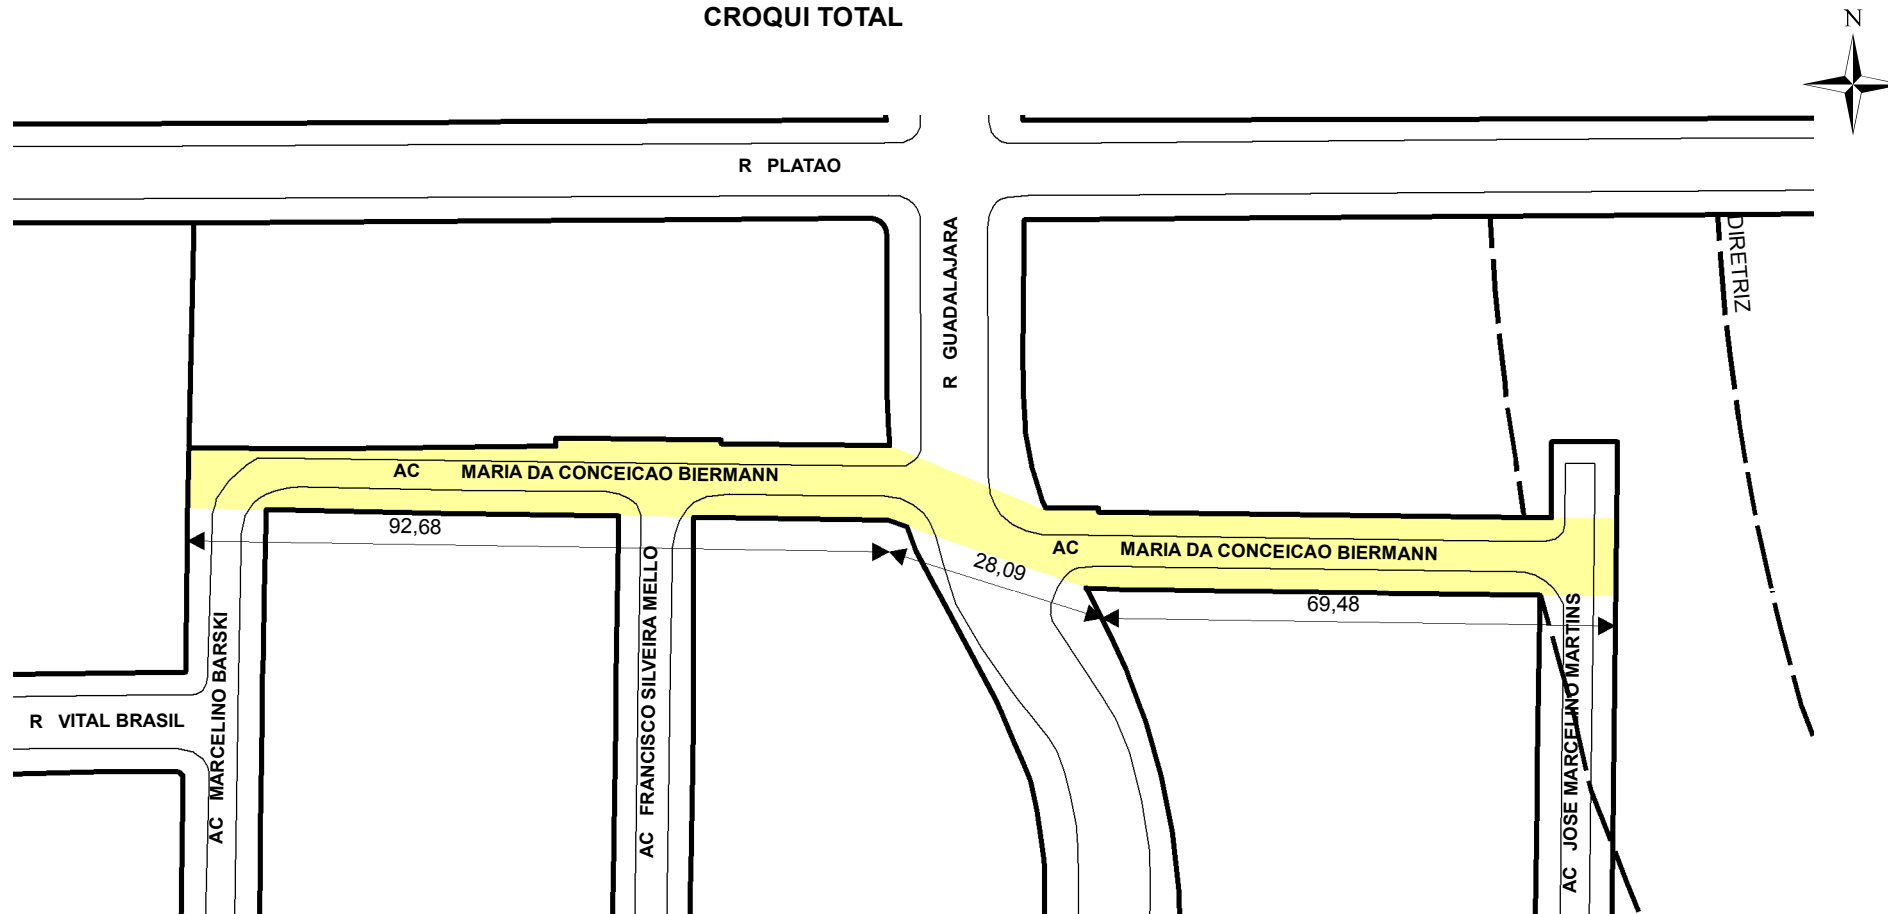 CROQUI TOTAL
N
R PLATAO
R GUADALAJARA
DIRETRIZ
AC MARIA DA CONCEICAO BIERMANN
92,68
AC MARIA DA CONCEICAO BIERMANN
28,09
69,48
R VITAL BRASIL
AC MARCELINO BARSKI
AC FRANCISCO SILVEIRA MELLO
AC JOSE MARCELINO MARTINS